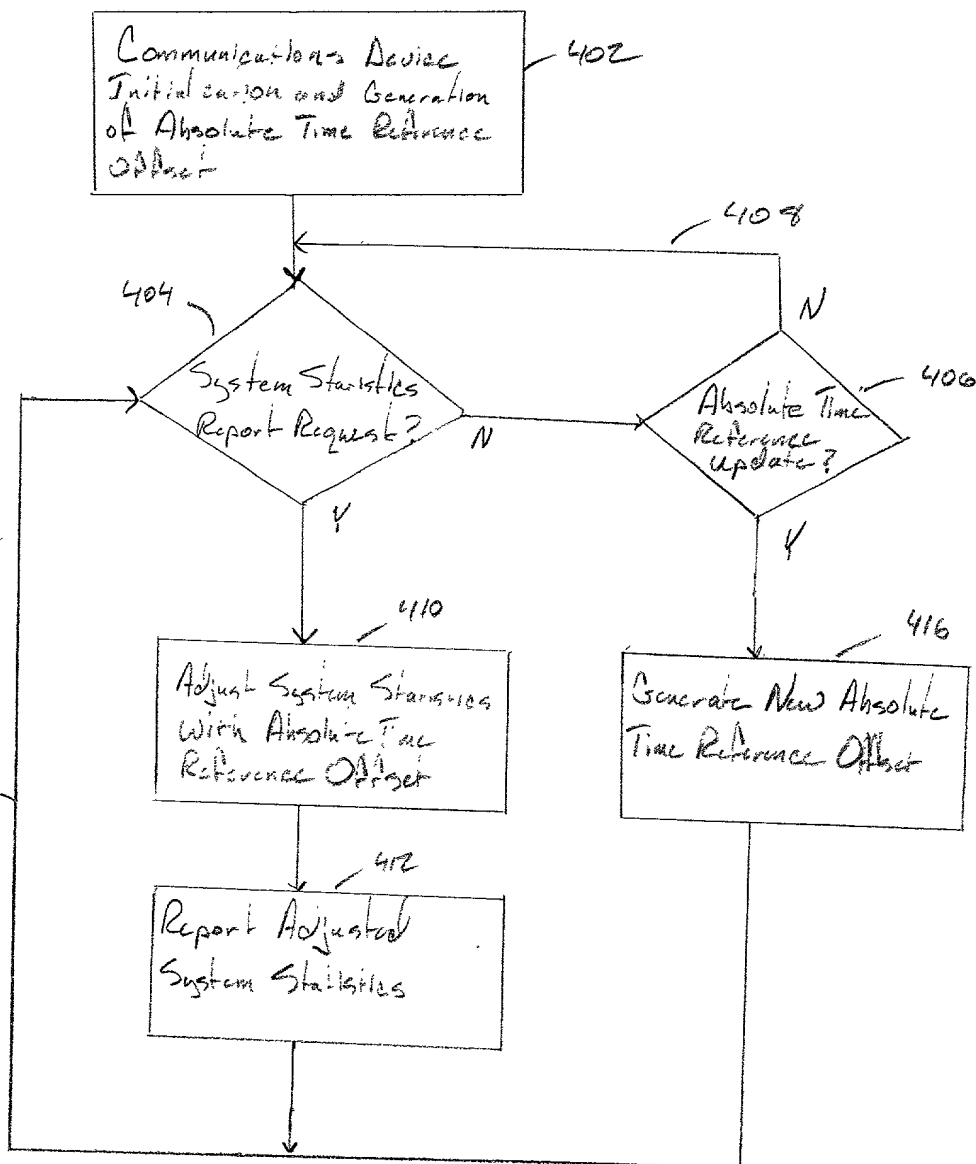 Communications Device
Initialization and Generation
of Absolute Time Reference
Offset
402
408
404
System Statistics
Report Request?
N
N
Absolute Time
Reference
Update?
406
Y
Y
410
Adjust System Statistics
With Absolute Time
Reference Offset
416
Generate New Absolute
Time Reference Offset
412
Report Adjusted
System Statistics